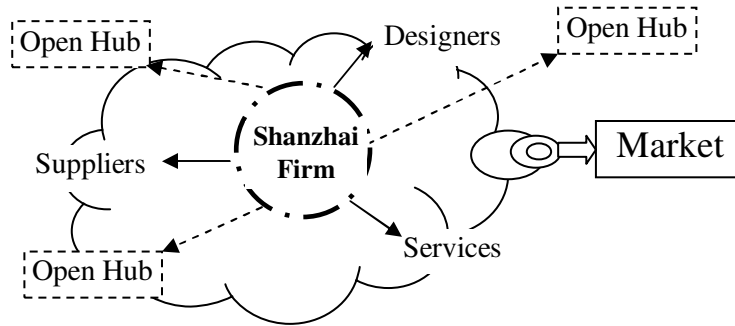 Open Hub
Designers
Open Hub
Shanzhai
Firm
Suppliers
Market
Services
Open Hub